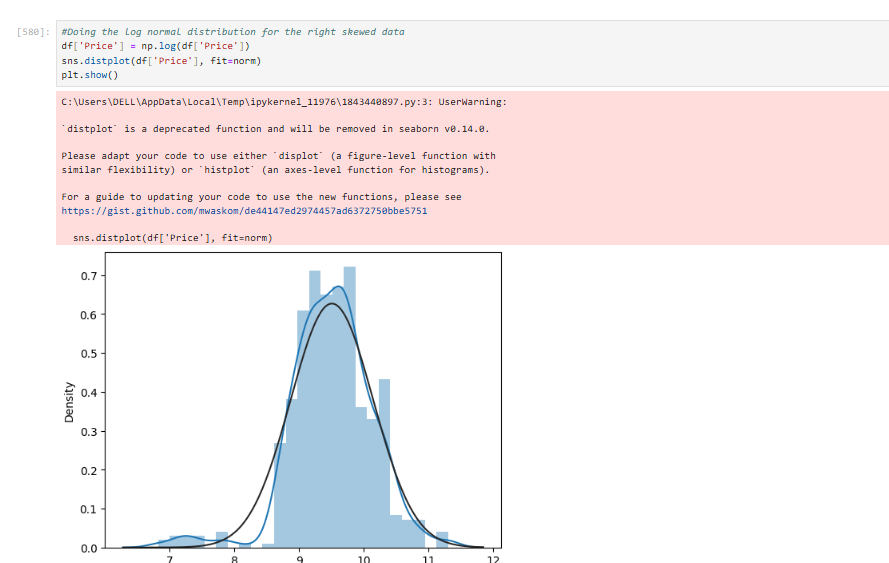 [580]: #Doing the Log normal distribution for the right skewed data
df['Price'] = np.log(df['Price'])
sns.distplot(df['Price'], fit=norm)
plt.show()
C:\Users\DELL\AppData\Local\Temp\ipykernel_11976\1843440897.py:3: UserWarning:
`distplot` is a deprecated function and will be removed in seaborn v0.14.0.
Please adapt your code to use either `displot` (a figure-level function with
similar flexibility) or `histplot` (an axes-level function for histograms).
For a guide to updating your code to use the new functions, please see
https://gist.github.com/mwaskom/de44147ed2974457ad6372750bbe5751
sns.distplot(df['Price'], fit=norm)
0.7
0.6
0.5
0.4
0.3
0.2
0.1
0.0
Density
7 8 9 10 11 12